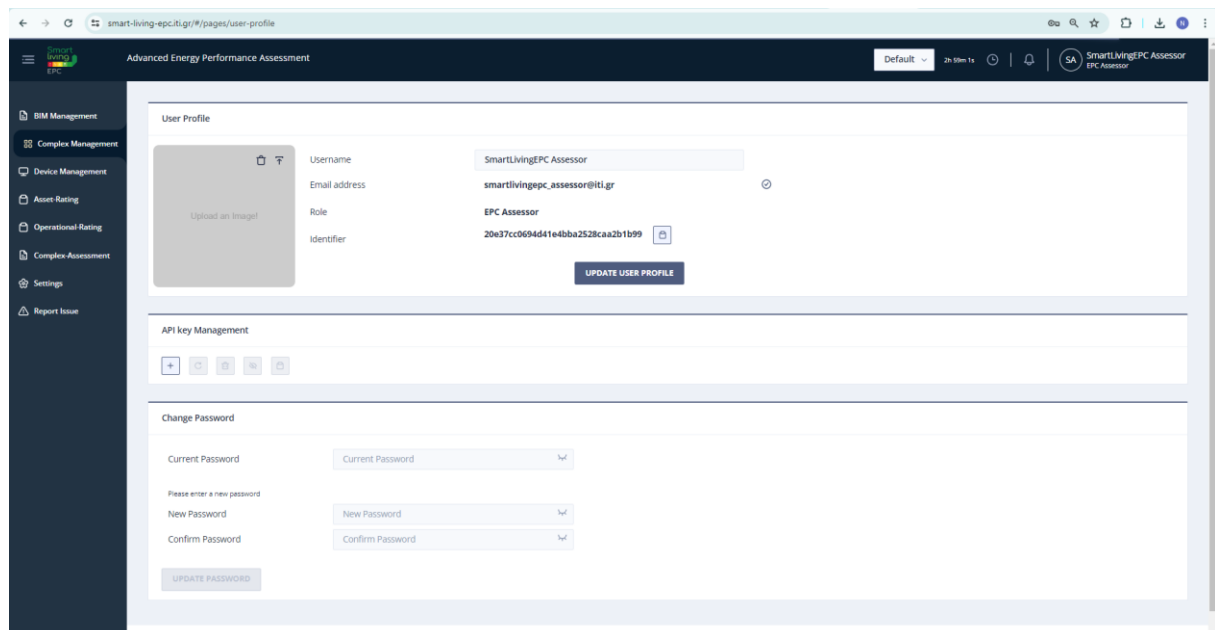 smart-living-epc.iti.gr/#/pages/user-profile
N
Smart
living
EPC
Advanced Energy Performance Assessment
Default
2h 59m 1s
SA
SmartLivingEPC Assessor
EPC Assessor
BIM Management
Complex Management
Device Management
Asset-Rating
Operational-Rating
Complex-Assessment
Settings
Report Issue
User Profile
Upload an Image!
Username
SmartLivingEPC Assessor
Email address
smartlivingepc_assessor@iti.gr
Role
EPC Assessor
Identifier
20e37cc0694d41e4bba2528caa2b1b99
UPDATE USER PROFILE
API key Management
Change Password
Current Password
Current Password
Please enter a new password
New Password
New Password
Confirm Password
Confirm Password
UPDATE PASSWORD